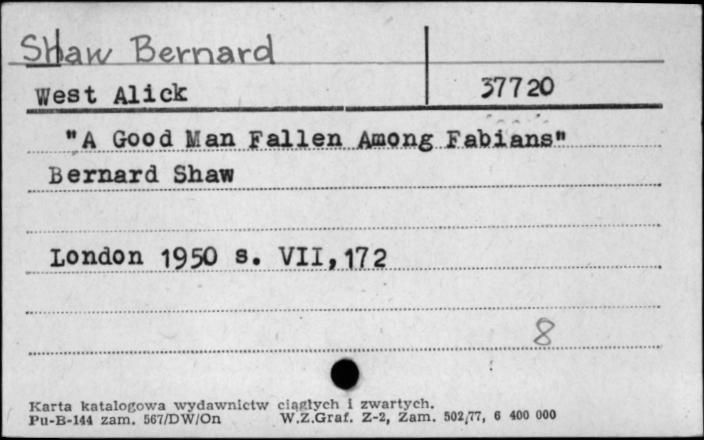 Shaw Bernard
West Alick 37720
"A Good Man Fallen Among Fabians"
Bernard Shaw
London 1950 s. VII,172
8
Karta katalogowa wydawnictw ciągłych i zwartych.
Pu-B-144 zam. 567/DW/On W.Z.Graf. Z-2, Zam. 502/77, 6 400 000